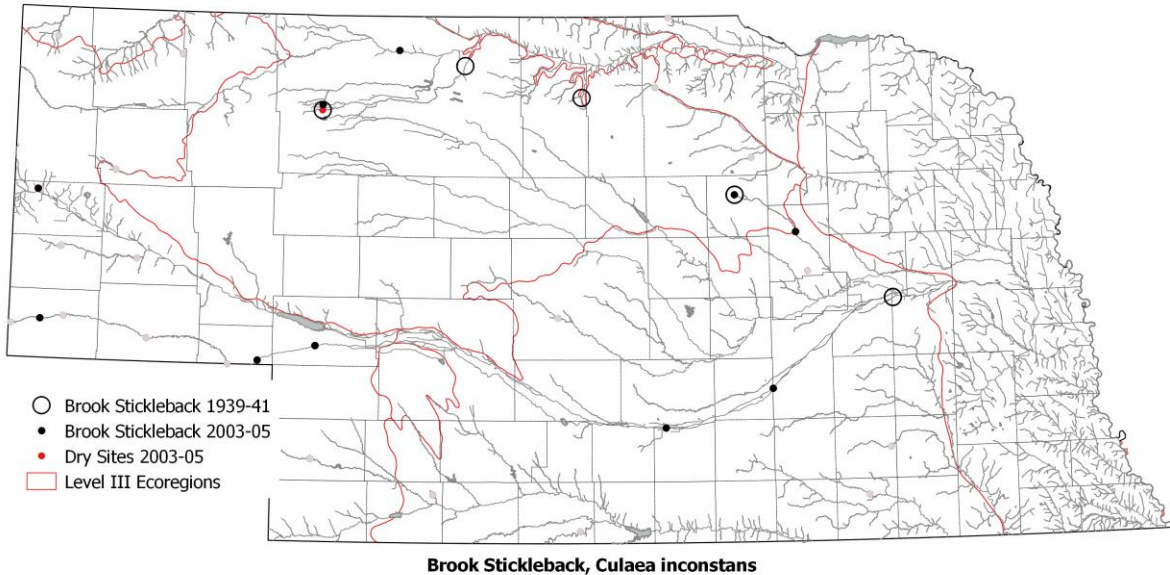 Brook Stickleback 1939-41
Brook Stickleback 2003-05
Dry Sites 2003-05
Level III Ecoregions
Brook Stickleback, Culaea inconstans